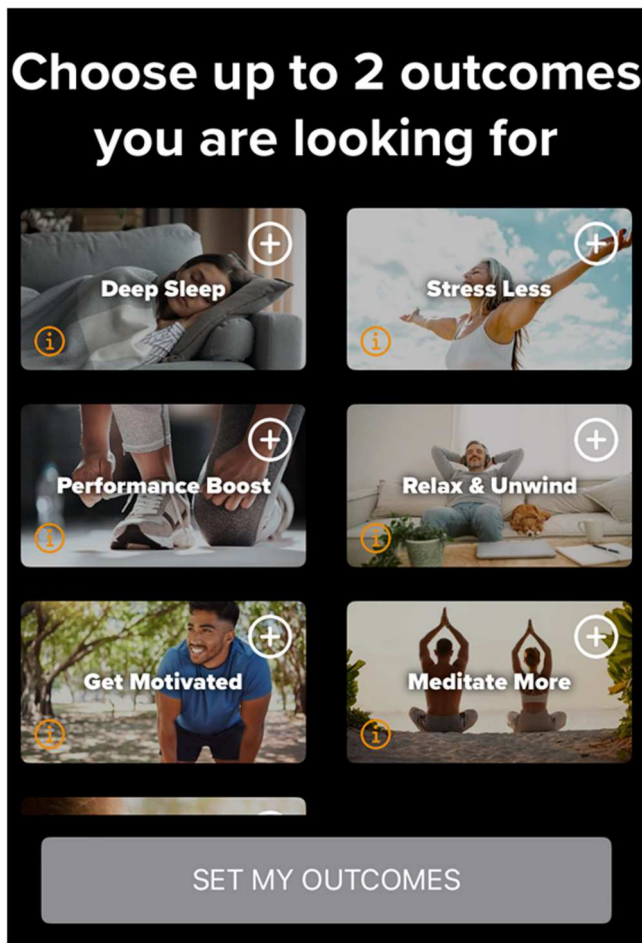 Choose up to 2 outcomes
you are looking for
Deep Sleep
Stress Less
Performance Boost
Relax & Unwind
Get Motivated
Meditate More
SET MY OUTCOMES